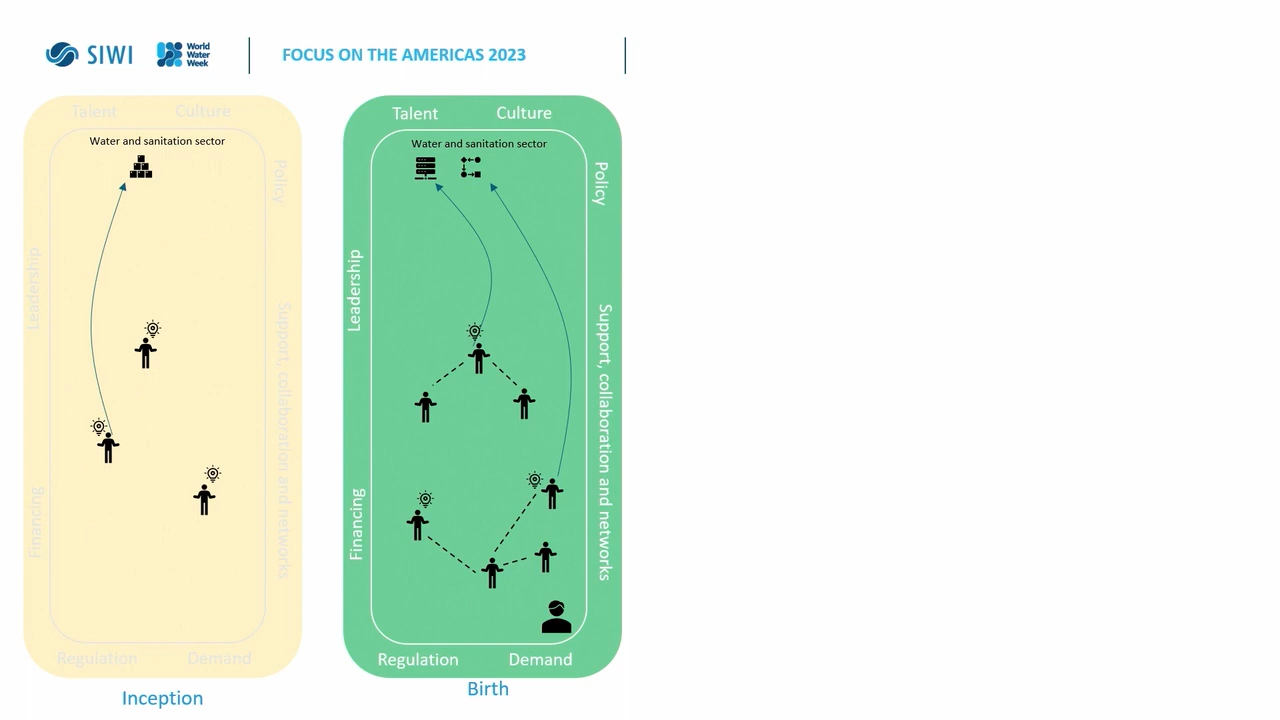 SIWI
World
Water
Week
FOCUS ON THE AMERICAS 2023
Talent
Culture
Water and sanitation sector
Policy
Leadership
Support, collaboration and networks
Financing
Regulation
Demand
Inception
Talent
Culture
Water and sanitation sector
Policy
Leadership
Support, collaboration and networks
Financing
Regulation
Demand
Birth